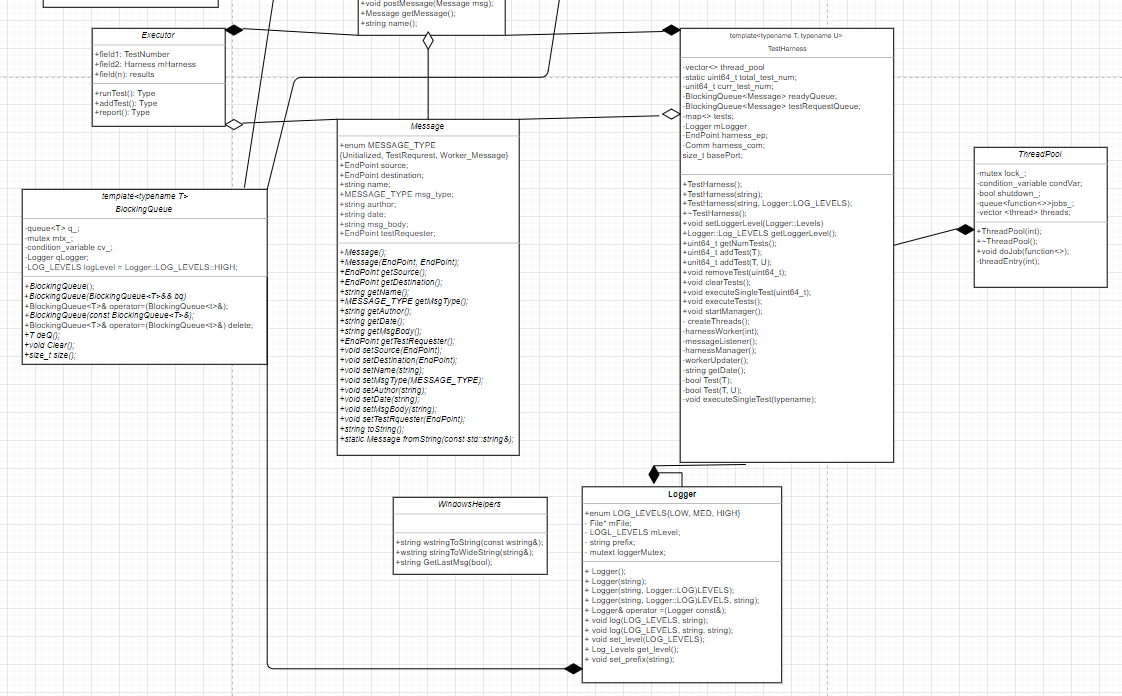 +void postMessage(Message msg);
+Message getMessage();
+string name();
Executor
+field1: TestNumber
+field2: Harness mHarness
+field(n): results
+runTest(): Type
+addTest(): Type
+report(): Type
template<typename T>
BlockingQueue
-queue<T> q_;
-mutex mtx_;
-condition_variable cv_;
-Logger qLogger;
-LOG_LEVELS logLevel = Logger::LOG_LEVELS::HIGH;
+BlockingQueue();
+BlockingQueue(BlockingQueue<T>&& bq)
+BlockingQueue<T>& operator=(BlockingQueue<t>&);
+BlockingQueue(const BlockingQueue<T>&);
+BlockingQueue<T>& operator=(BlockingQueue<t>&) delete;
+T deQ();
+void Clear();
+size_t size();
Message
+enum MESSAGE_TYPE
{Unitialized, TestRequrest, Worker_Message}
+EndPoint source;
+EndPoint destination;
+string name;
+MESSAGE_TYPE msg_type;
+string aurthor;
+string date;
+string msg_body;
+EndPoint testRequester;
+Message();
+Message(EndPoint, EndPoint);
+EndPoint getSource();
+EndPoint getDestination();
+string getName();
+MESSAGE_TYPE getMsgType();
+string getAuthor();
+string getDate();
+string getMsgBody();
+EndPoint getTestRequester();
+void setSource(EndPoint);
+void setDestination(EndPoint);
+void setName(string);
+void setMsgType(MESSAGE_TYPE);
+void setAuthor(string);
+void setDate(string);
+void setMsgBody(string);
+void setTestRquester(EndPoint);
+string toString();
+static Message fromString(const std::string&);
template<typename T, typename U>
TestHarness
-vector<> thread_pool
-static uint64_t total_test_num;
-unit64_t curr_test_num;
-BlockingQueue<Message> readyQueue;
-BlockingQueue<Message> testRequestQueue;
-map<> tests;
-Logger mLogger
-EndPoint harness_ep;
-Comm harness_com;
size_t basePort;
+TestHarness();
+TestHarness(string);
+TestHarness(string, Logger::LOG_LEVELS);
+~TestHarness();
+void setLoggerLevel(Logger::Levels)
+Logger::Log_LEVELS getLoggerLevel();
+uint64_t getNumTests();
+uint64_t addTest(T);
+uint64_t addTest(T, U);
+void removeTest(uint64_t);
+void clearTests();
+void executeSingleTest(uint64_t);
+void executeTests();
+void startManager();
- createThreads();
-harnessWorker(int);
-messageListener();
-harnessManager();
-workerUpdater();
-string getDate();
-bool Test(T);
-bool Test(T, U);
-void executeSingleTest(typename);
ThreadPool
-mutex lock_;
-condition_variable condVar;
-bool shutdown_;
-queue<function<>>jobs_;
-vector <thread> threads;
+ThreadPool(int);
+~ThreadPool();
+void doJob(function<>);
-threadEntry(int);
WindowsHelpers
+string wstringToString(const wstring&);
+wstring stringToWideString(string&);
+string GetLastMsg(bool);
Logger
+enum LOG_LEVELS{LOW, MED, HIGH}
- File* mFile;
- LOGL_LEVELS mLevel;
- string prefix;
- mutext loggerMutex;
+ Logger();
+ Logger(string);
+ Logger(string, Logger::LOG)LEVELS);
+ Logger(string, Logger::LOG)LEVELS, string);
+ Logger& operator =(Logger const&);
+ void log(LOG_LEVELS, string);
+ void log(LOG_LEVELS, string, string);
+ void set_level(LOG_LEVELS);
+ Log_Levels get_level();
+ void set_prefix(string);